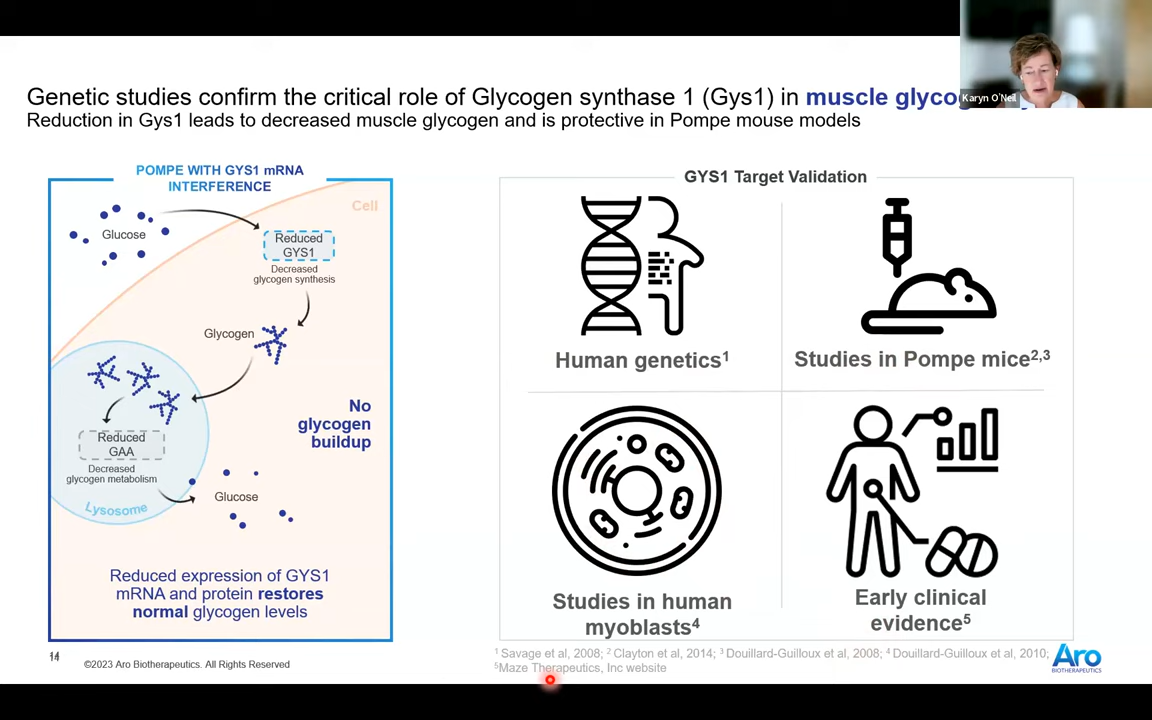 Genetic studies confirm the critical role of Glycogen synthase 1 (Gys1) in muscle
Karyn O'Neil
Reduction in Gys1 leads to decreased muscle glycogen and is protective in Pompe mouse models
POMPE WITH GYS1 mRNA
INTERFERENCE
Cell
Glucose
Reduced
GYS1
Decreased
glycogen synthesis
Glycogen
No
glycogen
buildup
Reduced
GAA
Decreased
glycogen metabolism
Glucose
Lysosome
Reduced expression of GYS1
mRNA and protein restores
normal glycogen levels
GYS1 Target Validation
Human genetics1
Studies in Pompe mice2,3
Studies in human
myoblasts4
Early clinical
evidence5
14
©2023 Aro Biotherapeutics. All Rights Reserved
1 Savage et al, 2008; 2 Clayton et al, 2014; 3 Douillard-Guilloux et al, 2008; 4 Douillard-Guilloux et al, 2010;
5Maze Therapeutics, Inc website
Aro
BIOTHERAPEUTICS